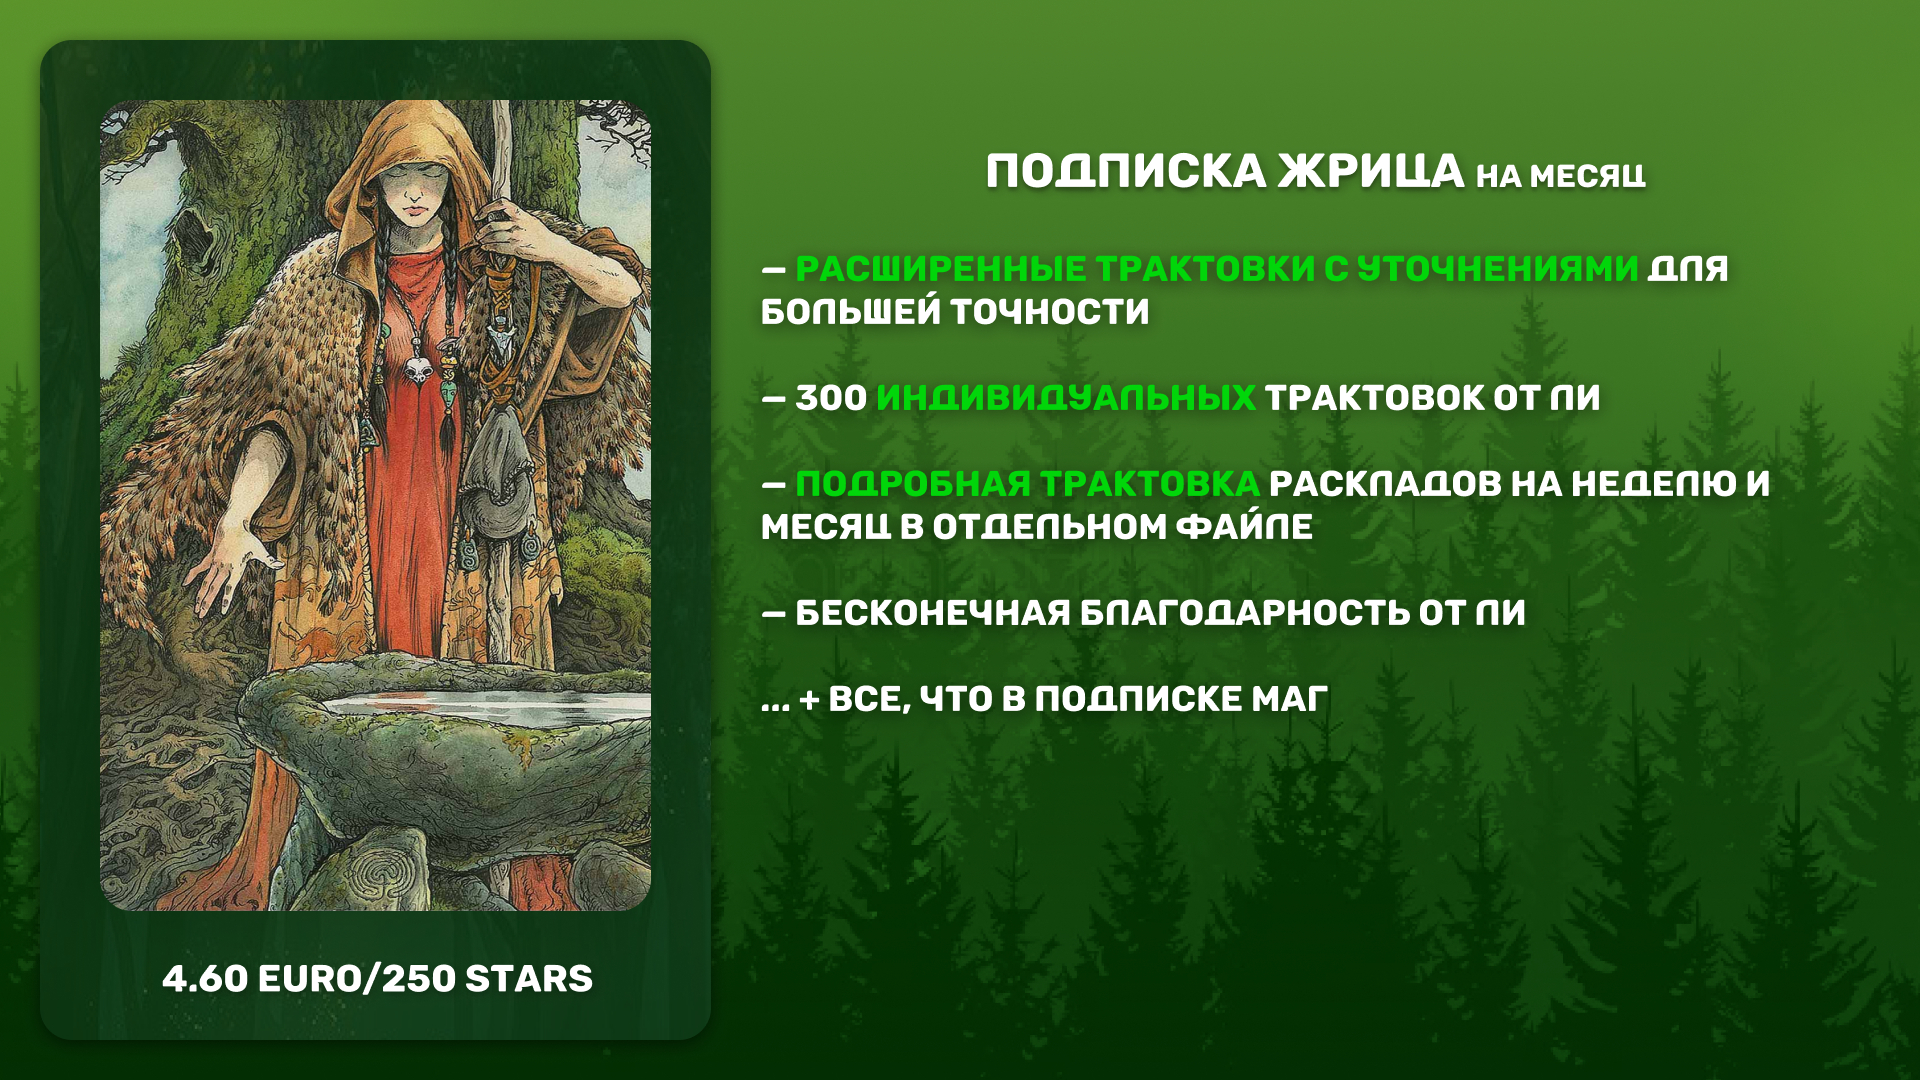 ПОДПИСКА ЖРИЦА НА МЕСЯЦ
— РАСШИРЕННЫЕ ТРАКТОВКИ С УТОЧНЕНИЯМИ ДЛЯ
БОЛЬШЕЙ ТОЧНОСТИ
— 300 ИНДИВИДУАЛЬНЫХ ТРАКТОВОК ОТ ЛИ
— ПОДРОБНАЯ ТРАКТОВКА РАСКЛАДОВ НА НЕДЕЛЮ И
МЕСЯЦ В ОТДЕЛЬНОМ ФАЙЛЕ
— БЕСКОНЕЧНАЯ БЛАГОДАРНОСТЬ ОТ ЛИ
... + ВСЕ, ЧТО В ПОДПИСКЕ МАГ
4.60 EURO/250 STARS